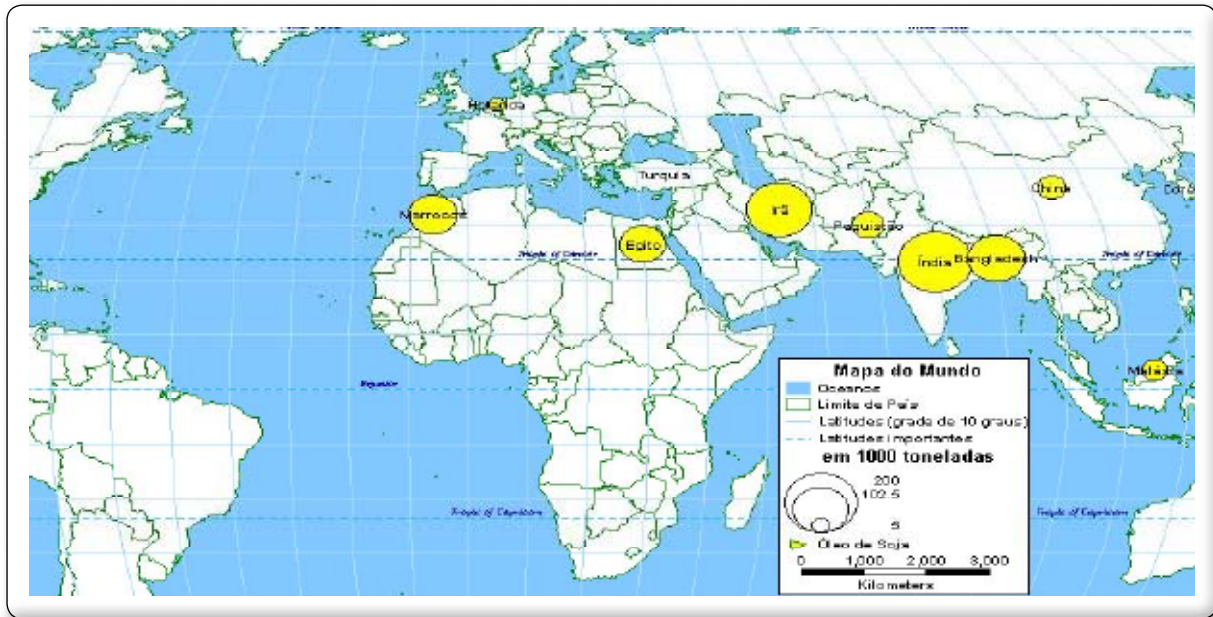 Holanda
Turquia
China
Marrocos
Irã
Paquistão
Egito
Tropic of Cancer
Índia
Bangladesh
Tropic of Cancer
Malásia
Equator
Mapa do Mundo
Oceanos
Limite de País
Latitudes (grade de 10 graus)
Latitudes importantes
em 1000 toneladas
200
102.5
5
Óleo de Soja
0 1,000 2,000 3,000
Kilometers
Tropic of Capricorn
Tropic of Capricorn